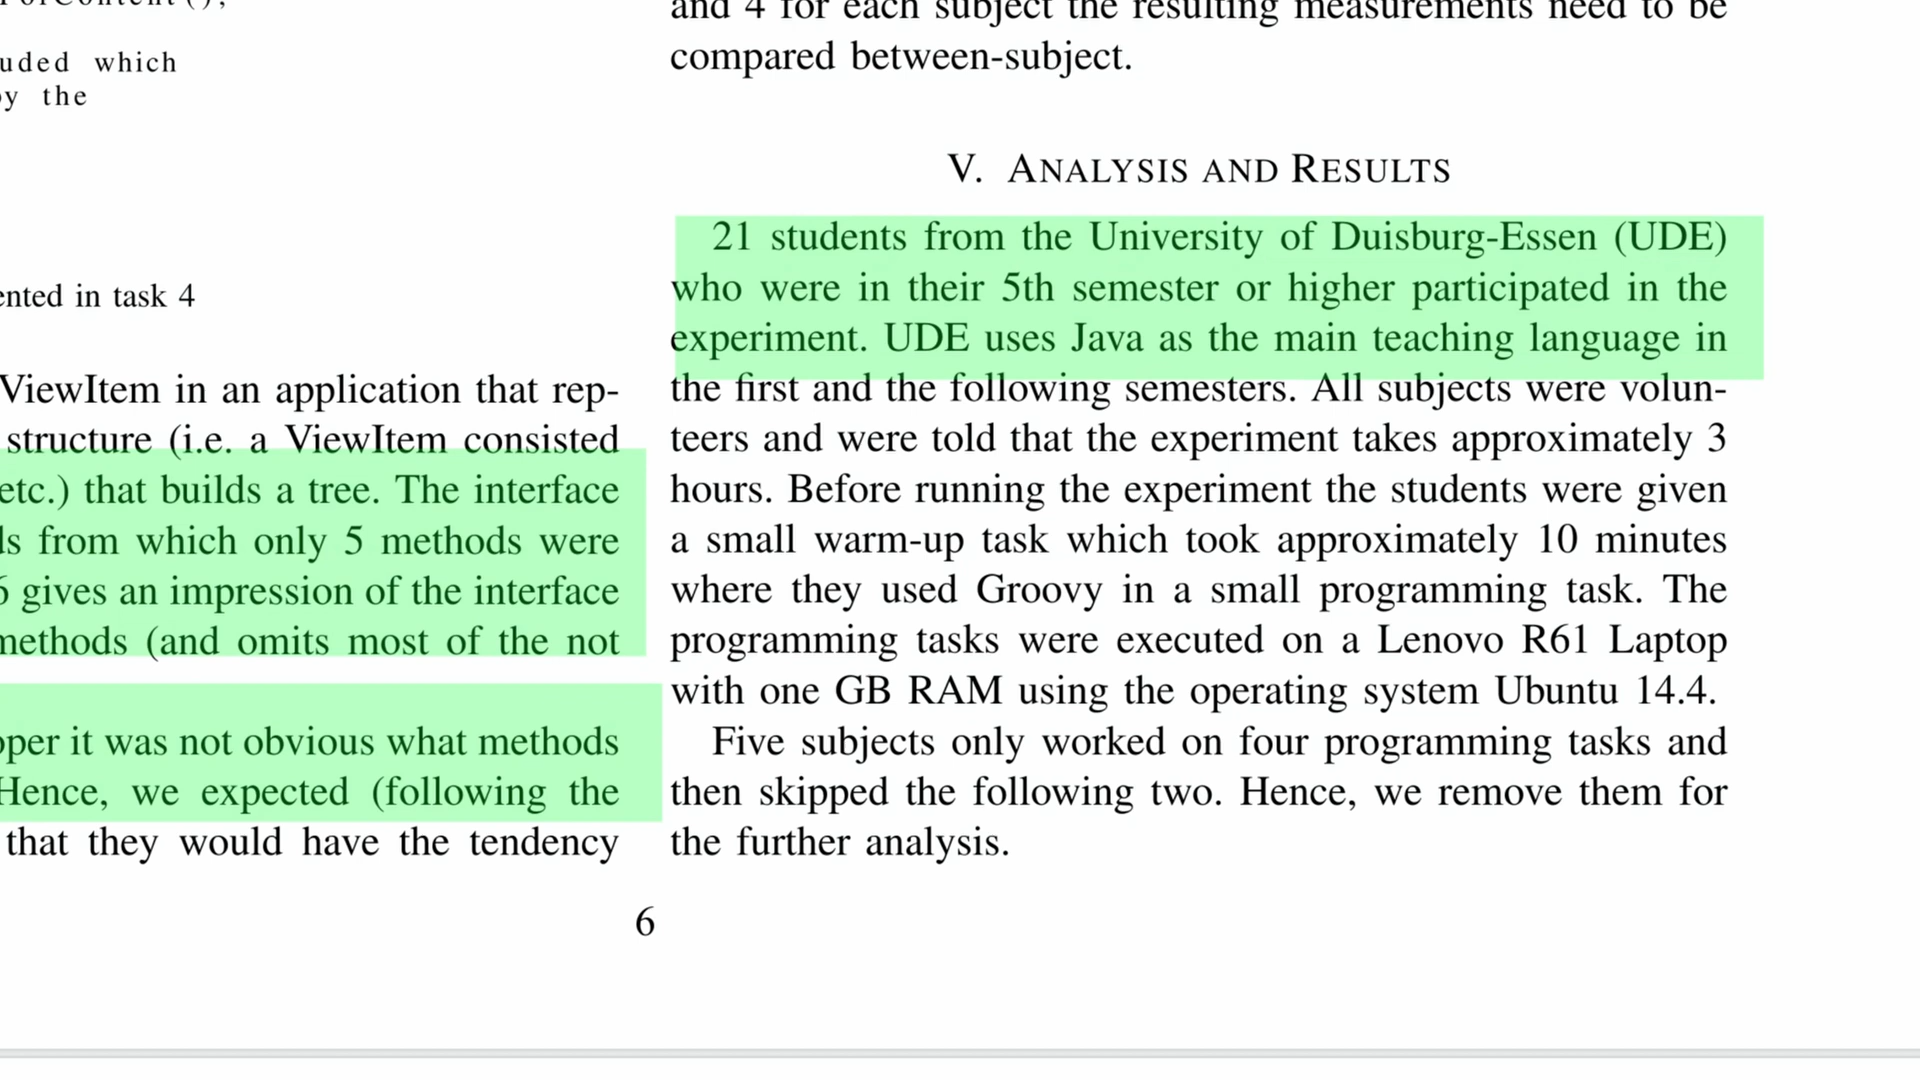 uded which
by the
ented in task 4
ViewItem in an application that rep-
structure (i.e. a ViewItem consisted
etc.) that builds a tree. The interface
ds from which only 5 methods were
6 gives an impression of the interface
methods (and omits most of the not
oper it was not obvious what methods
Hence, we expected (following the
that they would have the tendency
and 4 for each subject the resulting measurements need to be
compared between-subject.
V. ANALYSIS AND RESULTS
21 students from the University of Duisburg-Essen (UDE)
who were in their 5th semester or higher participated in the
experiment. UDE uses Java as the main teaching language in
the first and the following semesters. All subjects were volun-
teers and were told that the experiment takes approximately 3
hours. Before running the experiment the students were given
a small warm-up task which took approximately 10 minutes
where they used Groovy in a small programming task. The
programming tasks were executed on a Lenovo R61 Laptop
with one GB RAM using the operating system Ubuntu 14.4.
Five subjects only worked on four programming tasks and
then skipped the following two. Hence, we remove them for
the further analysis.
6